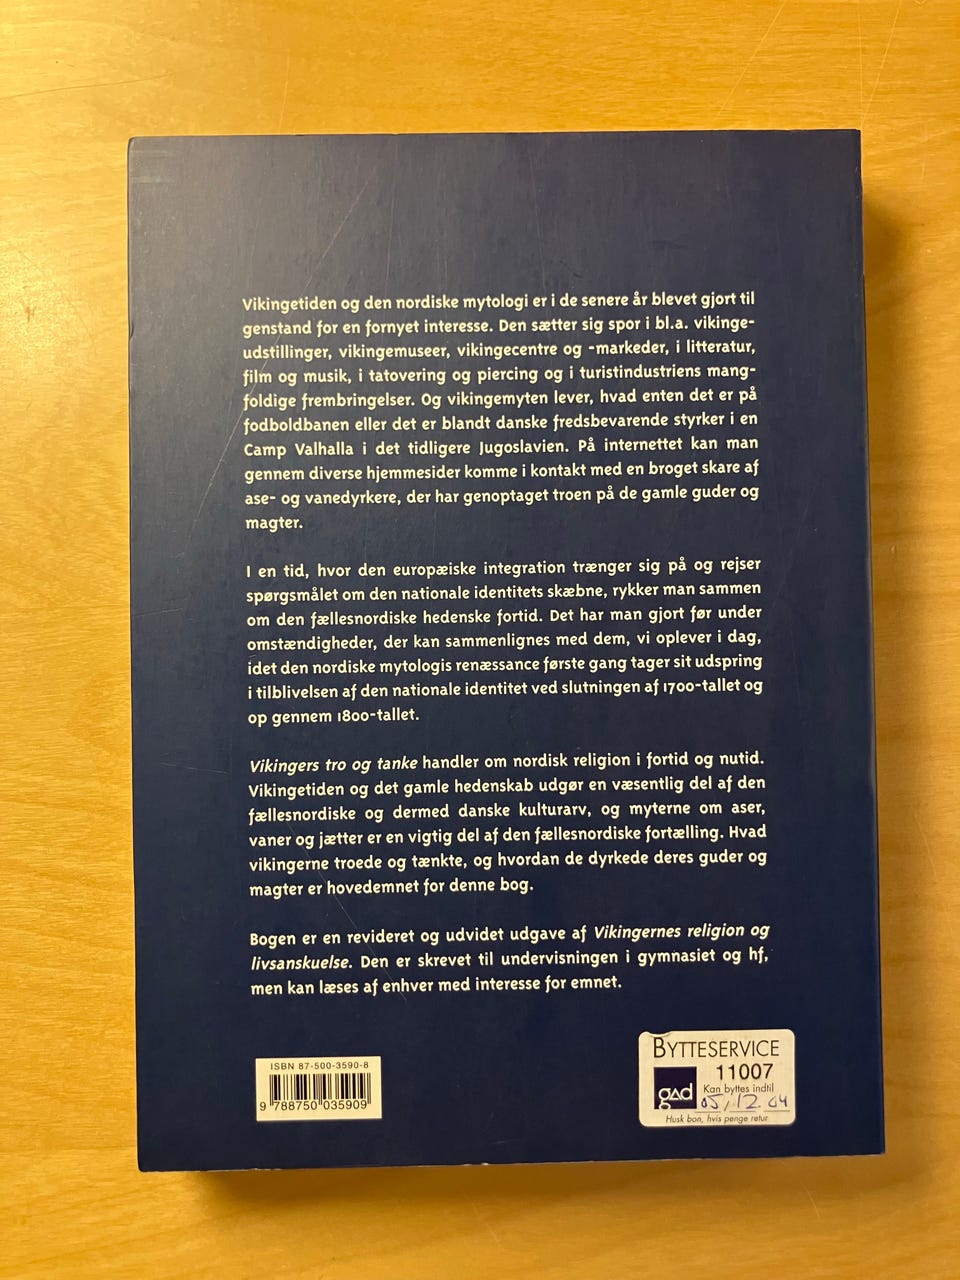 Vikingetiden og den nordiske mytologi er i de senere år blevet gjort til
genstand for en fornyet interesse. Den sætter sig spor i bl.a. vikinge-
udstillinger, vikingemuseer, vikingecentre og -markeder, i litteratur,
film og musik, i tatovering og piercing og i turistindustriens mang-
foldige frembringelser. Og vikingemyten lever, hvad enten det er på
fodboldbanen eller det er blandt danske fredsbevarende styrker i en
Camp Valhalla i det tidligere Jugoslavien. På internettet kan man
gennem diverse hjemmesider komme i kontakt med en broget skare af
ase- og vanedyrkere, der har genoptaget troen på de gamle guder og
magter.
I en tid, hvor den europæiske integration trænger sig på og rejser
spørgsmålet om den nationale identitets skæbne, rykker man sammen
om den fællesnordiske hedenske fortid. Det har man gjort før under
omstændigheder, der kan sammenlignes med dem, vi oplever i dag,
idet den nordiske mytologis renæssance første gang tager sit udspring
i tilblivelsen af den nationale identitet ved slutningen af 1700-tallet og
op gennem 1800-tallet.
Vikingers tro og tanke handler om nordisk religion i fortid og nutid.
Vikingetiden og det gamle hedenskab udgør en væsentlig del af den
fællesnordiske og dermed danske kulturarv, og myterne om aser,
vaner og jætter er en vigtig del af den fællesnordiske fortælling. Hvad
vikingerne troede og tænkte, og hvordan de dyrkede deres guder og
magter er hovedemnet for denne bog.
Bogen er en revideret og udvidet udgave af Vikingernes religion og
livsanskuelse. Den er skrevet til undervisningen i gymnasiet og hf,
men kan læses af enhver med interesse for emnet.
ISBN 87-500-3590-8
9 788750 035909
BYTTESERVICE
11007
gad
Kan byttes indtil
05/12 04
Husk bon, hvis penge retur